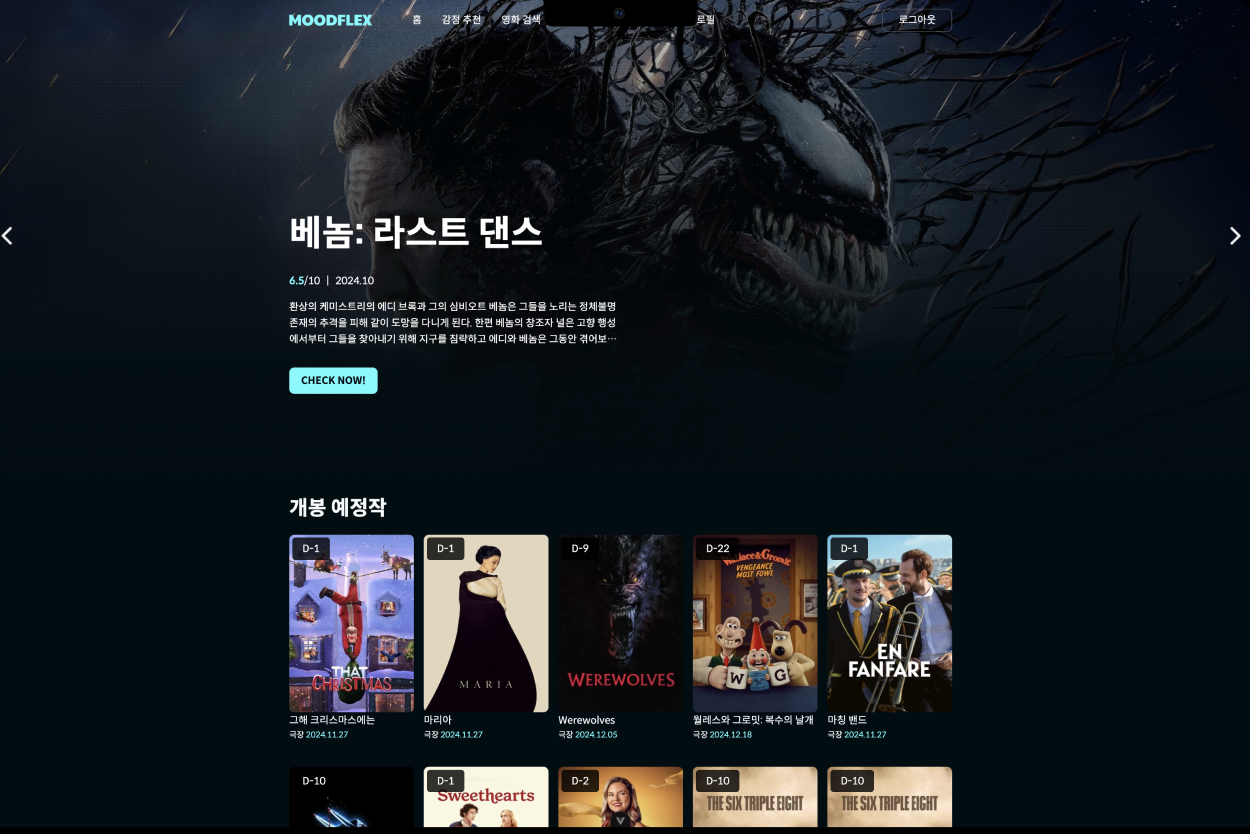 MOODFLEX 홈 감정 추천 영화 검색 로필 로그아웃
베놈: 라스트 댄스
6.5/10 | 2024.10
환상의 케미스트리의 에디 브록과 그의 심비오트 베놈은 그들을 노리는 정체불명
존재의 추격을 피해 같이 도망을 다니게 된다. 한편 베놈의 창조자 널은 고향 행성
에서부터 그들을 찾아내기 위해 지구를 침략하고 에디와 베놈은 그동안 겪어보…
CHECK NOW!
개봉 예정작
D-1
THAT
CHRISTMAS
그해 크리스마스에는
극장 2024.11.27
D-1
MARIA
마리아
극장 2024.11.27
D-9
WEREWOLVES
Werewolves
극장 2024.12.05
D-22
Wallace & Gromit
VENGEANCE
MOST FOWL
W G
월레스와 그로밋: 복수의 날개
극장 2024.12.18
D-1
EN
FANFARE
마칭 밴드
극장 2024.11.27
D-10
D-1
Sweethearts
D-2
D-10
THE SIX TRIPLE EIGHT
D-10
THE SIX TRIPLE EIGHT